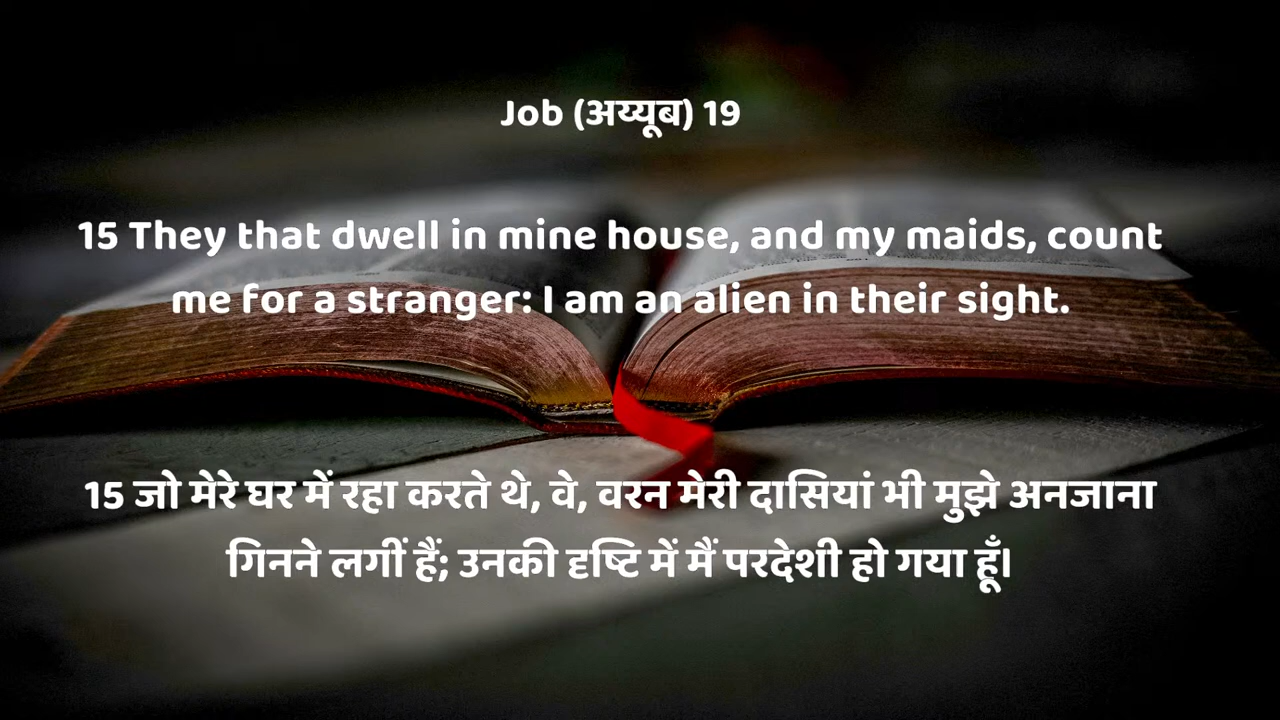 Job (अय्यूब) 19
15 They that dwell in mine house, and my maids, count
me for a stranger: I am an alien in their sight.
15 जो मेरे घर में रहा करते थे, वे, वरन मेरी दासियां भी मुझे अनजाना
गिनने लगीं हैं; उनकी दृष्टि में मैं परदेशी हो गया हूँ।